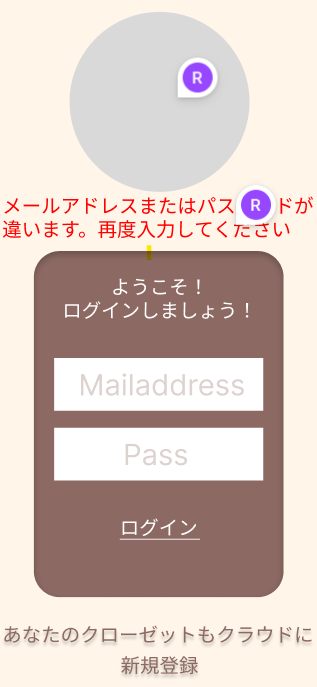 R
メールアドレスまたはパス R ドが
違います。再度入力してください
ようこそ！
ログインしましょう！
Mailaddress
Pass
ログイン
あなたのクローゼットもクラウドに
新規登録